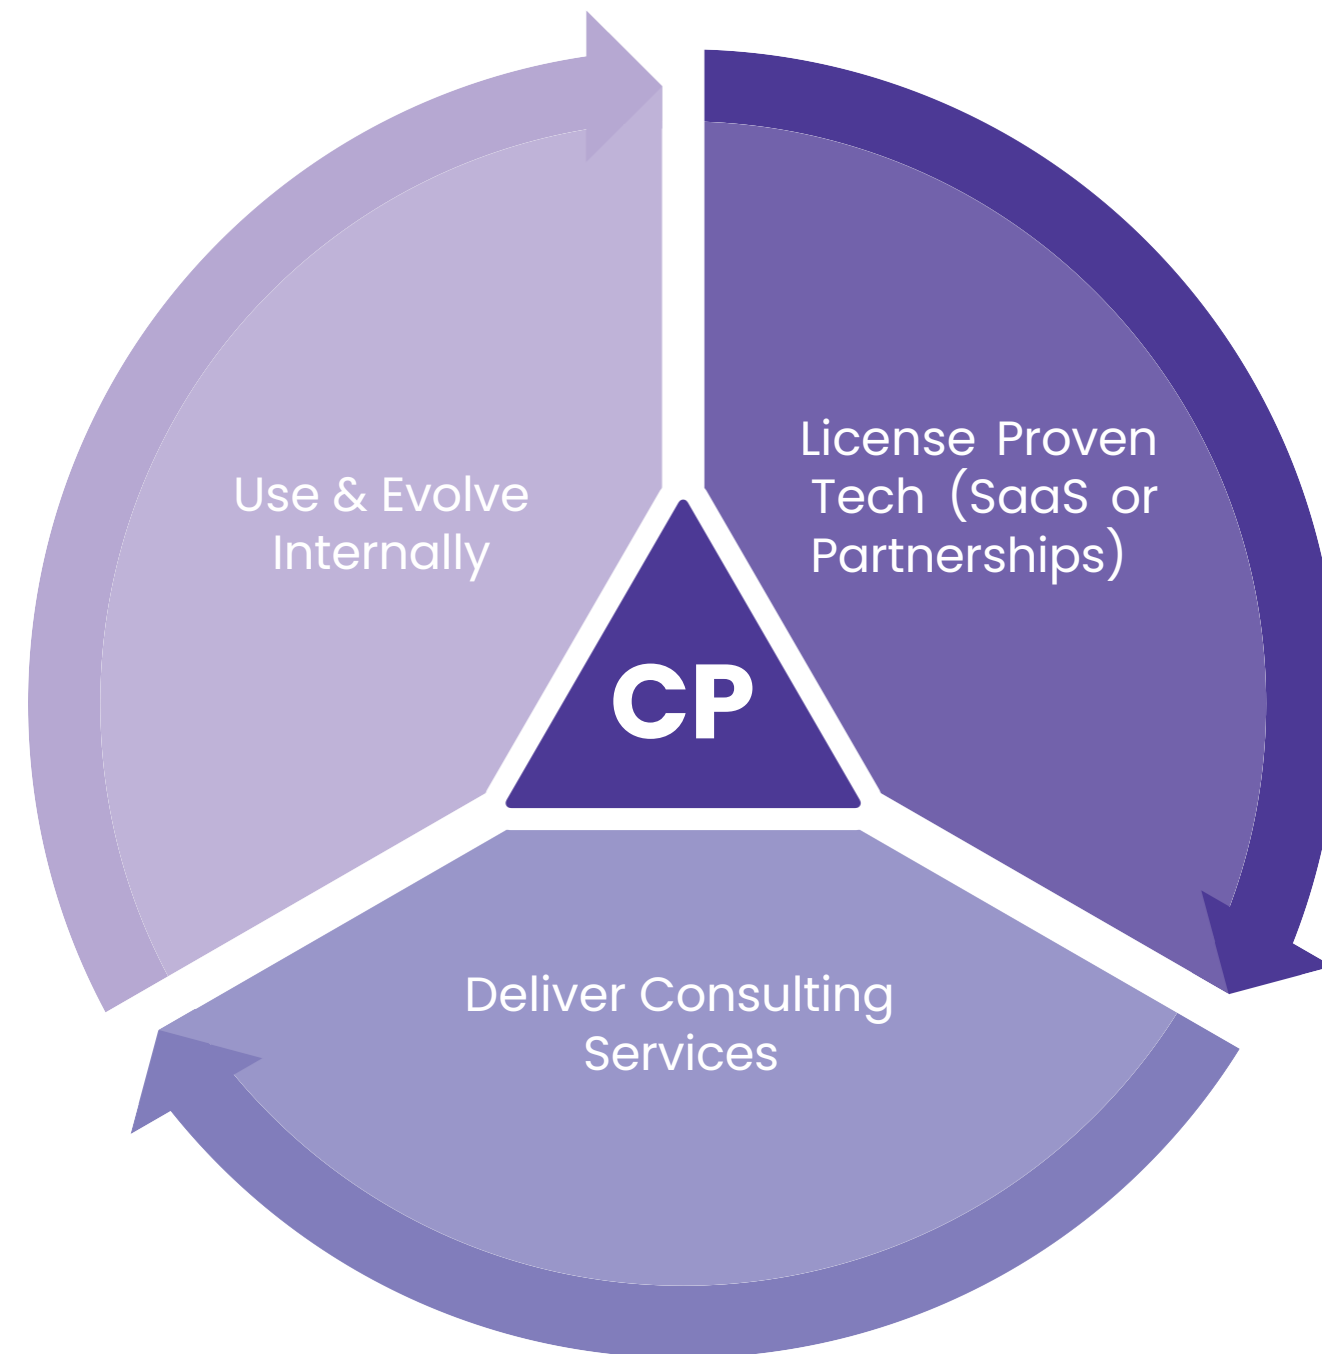 Use & Evolve
Internally
License Proven
Tech (SaaS or
Partnerships)
CP
Deliver Consulting
Services